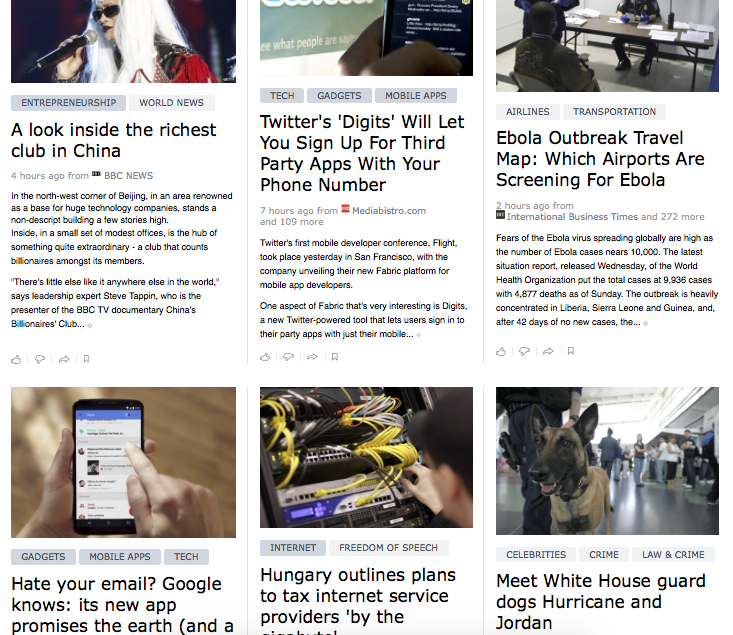 see what people are saying
ENTREPRENEURSHIP WORLD NEWS
A look inside the richest
club in China
4 hours ago from BBC NEWS
In the north-west corner of Beijing, in an area renowned
as a base for huge technology companies, stands a
non-descript building a few stories high.
Inside, in a small set of modest offices, is the hub of
something quite extraordinary - a club that counts
billionaires amongst its members.
"There's little else like it anywhere else in the world,"
says leadership expert Steve Tappin, who is the
presenter of the BBC TV documentary China's
Billionaires' Club...
TECH GADGETS MOBILE APPS
Twitter's 'Digits' Will Let
You Sign Up For Third
Party Apps With Your
Phone Number
7 hours ago from Mediabistro.com
and 109 more
Twitter's first mobile developer conference, Flight,
took place yesterday in San Francisco, with the
company unveiling their new Fabric platform for
mobile app developers.
One aspect of Fabric that's very interesting is Digits,
a new Twitter-powered tool that lets users sign in to
their party apps with just their mobile...
AIRLINES TRANSPORTATION
Ebola Outbreak Travel
Map: Which Airports Are
Screening For Ebola
2 hours ago from
International Business Times and 272 more
Fears of the Ebola virus spreading globally are high as
the number of Ebola cases nears 10,000. The latest
situation report, released Wednesday, of the World
Health Organization put the total cases at 9,936 cases
with 4,877 deaths as of Sunday. The outbreak is heavily
concentrated in Liberia, Sierra Leone and Guinea, and,
after 42 days of no new cases, the...
GADGETS MOBILE APPS TECH
Hate your email? Google
knows: its new app
promises the earth (and a
INTERNET FREEDOM OF SPEECH
Hungary outlines plans
to tax internet service
providers 'by the
gigabyte'
CELEBRITIES CRIME LAW & CRIME
Meet White House guard
dogs Hurricane and
Jordan